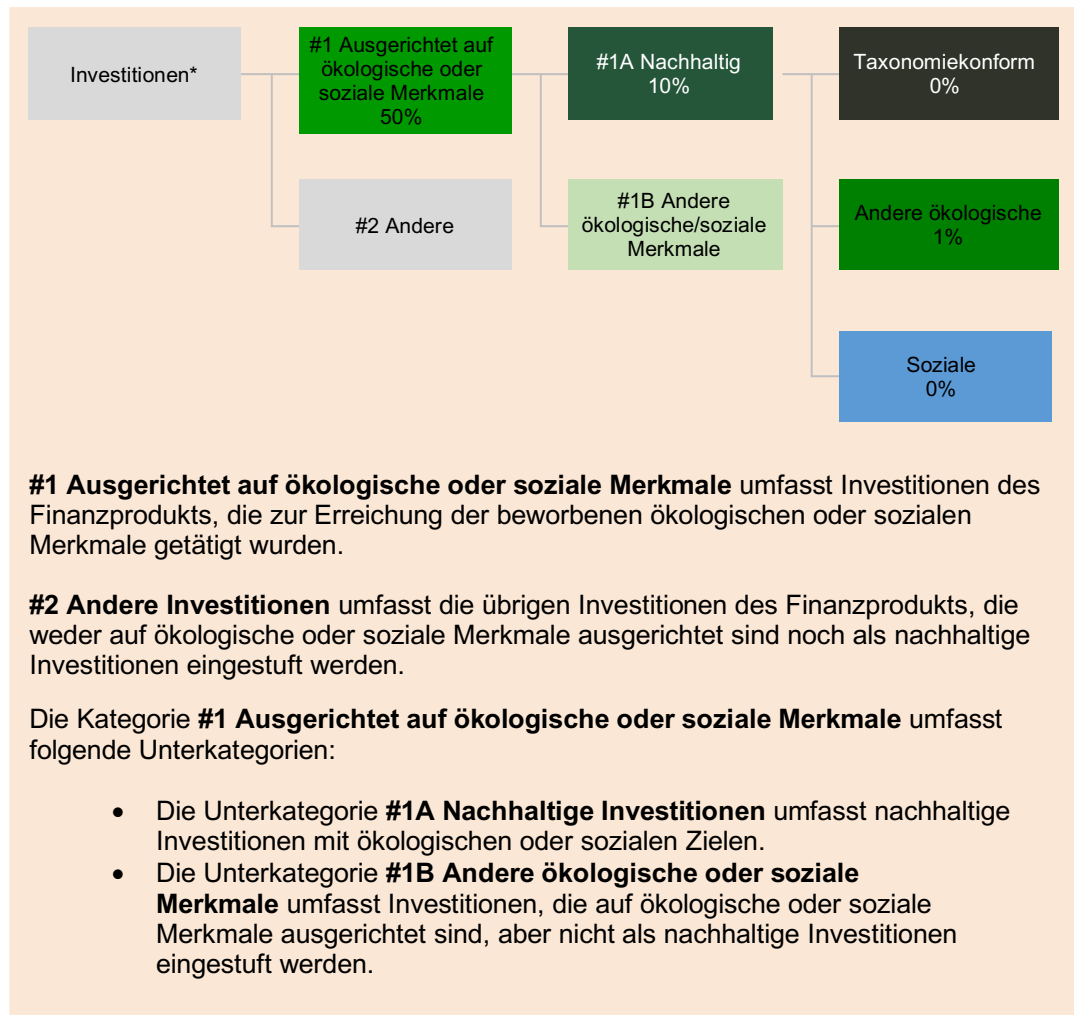 Investitionen*
#1 Ausgerichtet auf
ökologische oder
soziale Merkmale
50%
#1A Nachhaltig
10%
Taxonomiekonform
0%
#2 Andere
#1B Andere
ökologische/soziale
Merkmale
Andere ökologische
1%
Soziale
0%
#1 Ausgerichtet auf ökologische oder soziale Merkmale umfasst Investitionen des
Finanzprodukts, die zur Erreichung der beworbenen ökologischen oder sozialen
Merkmale getätigt wurden.
#2 Andere Investitionen umfasst die übrigen Investitionen des Finanzprodukts, die
weder auf ökologische oder soziale Merkmale ausgerichtet sind noch als nachhaltige
Investitionen eingestuft werden.
Die Kategorie #1 Ausgerichtet auf ökologische oder soziale Merkmale umfasst
folgende Unterkategorien:
• Die Unterkategorie #1A Nachhaltige Investitionen umfasst nachhaltige
Investitionen mit ökologischen oder sozialen Zielen.
• Die Unterkategorie #1B Andere ökologische oder soziale
Merkmale umfasst Investitionen, die auf ökologische oder soziale
Merkmale ausgerichtet sind, aber nicht als nachhaltige Investitionen
eingestuft werden.